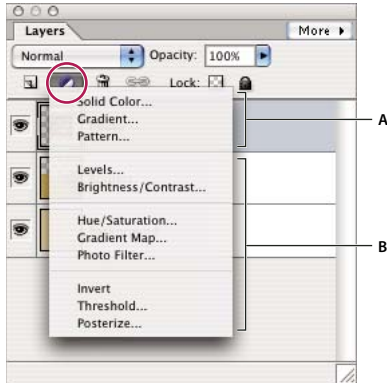 Layers
More
Normal
Opacity: 100%
Lock:
Solid Color...
Gradient...
Pattern...
A
Levels...
Brightness/Contrast...
Hue/Saturation...
Gradient Map...
Photo Filter...
B
Invert
Threshold...
Posterize...